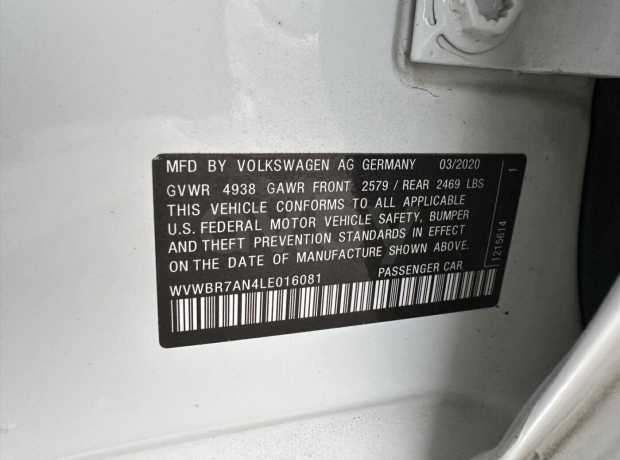 MFD BY VOLKSWAGEN AG GERMANY 03/2020
GVWR 4938 GAWR FRONT 2579 / REAR 2469 LBS
THIS VEHICLE CONFORMS TO ALL APPLICABLE
U.S. FEDERAL MOTOR VEHICLE SAFETY, BUMPER
AND THEFT PREVENTION STANDARDS IN EFFECT
ON THE DATE OF MANUFACTURE SHOWN ABOVE.
WVWBR7AN4LE016081 PASSENGER CAR
1215614 1